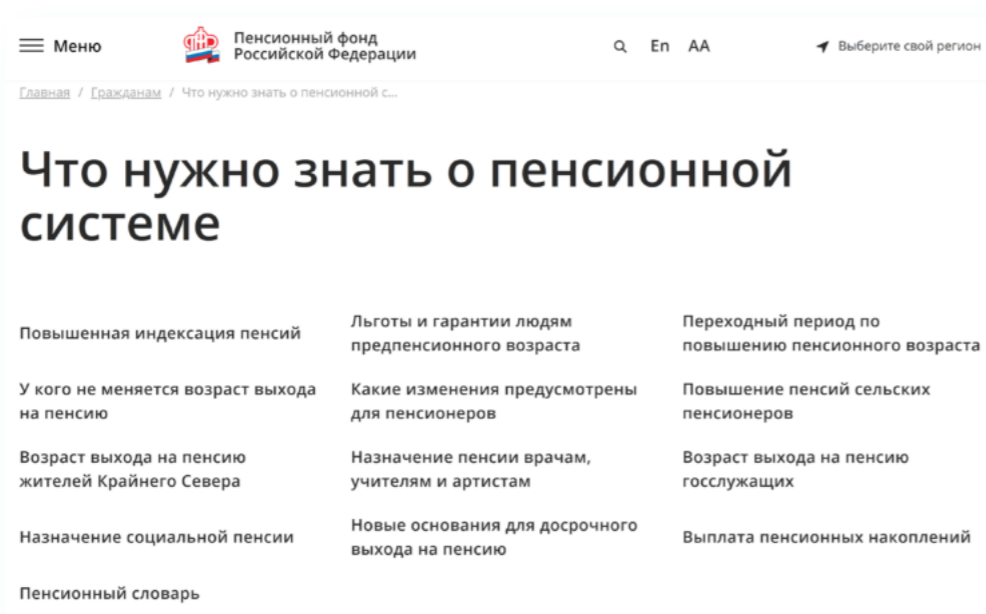 Меню
Пенсионный фонд
Российской Федерации
En АА
Выберите свой регион
Главная / Гражданам / Что нужно знать о пенсионной с...
Что нужно знать о пенсионной
системе
Повышенная индексация пенсий
Льготы и гарантии людям
предпенсионного возраста
Переходный период по
повышению пенсионного возраста
У кого не меняется возраст выхода
на пенсию
Какие изменения предусмотрены
для пенсионеров
Повышение пенсий сельских
пенсионеров
Возраст выхода на пенсию
жителей Крайнего Севера
Назначение пенсии врачам,
учителям и артистам
Возраст выхода на пенсию
госслужащих
Назначение социальной пенсии
Новые основания для досрочного
выхода на пенсию
Выплата пенсионных накоплений
Пенсионный словарь